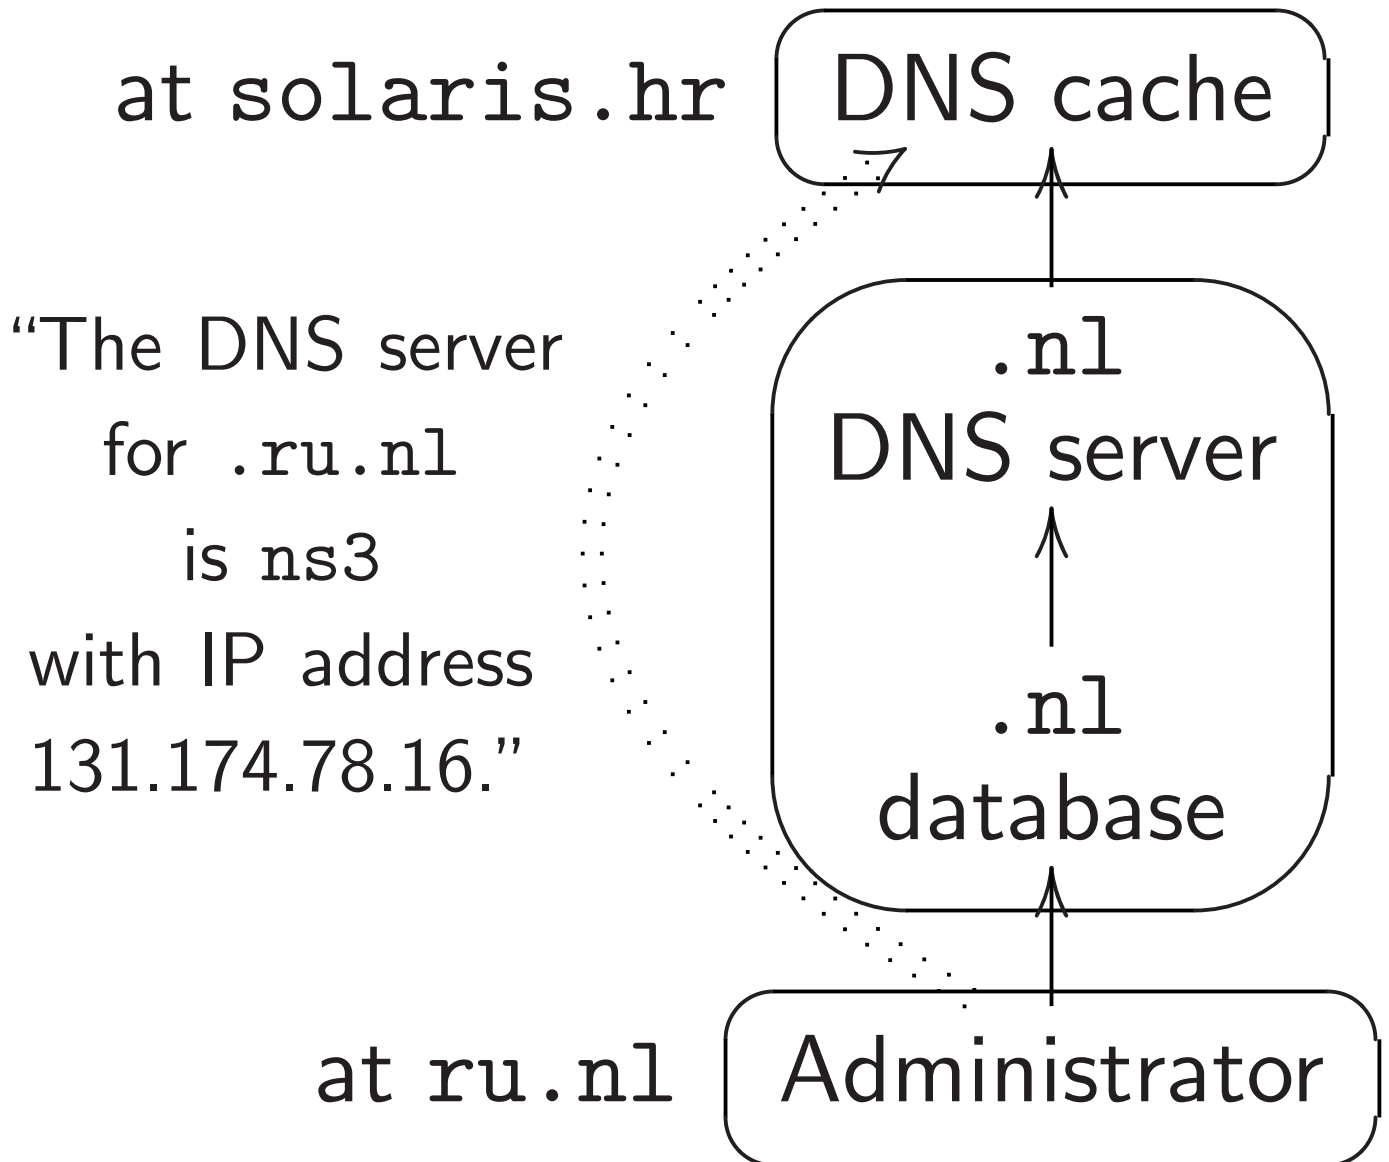 at solaris.hr DNS cache
“The DNS server
for .ru.nl
is ns3
with IP address
131.174.78.16.”
.nl
DNS server
.nl
database
at ru.nl Administrator